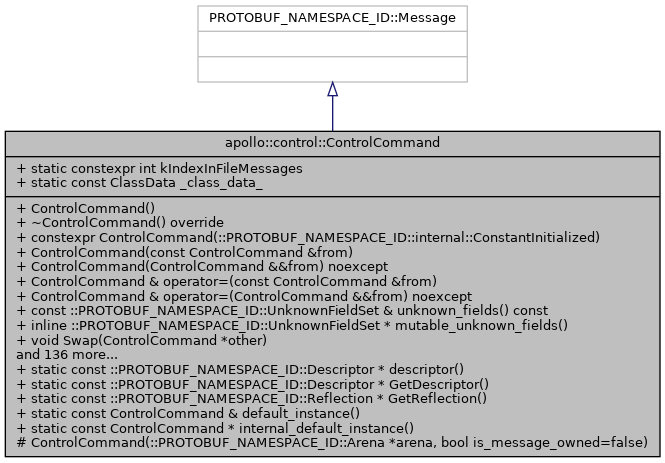 PROTOBUF_NAMESPACE_ID::Message
apollo::control::ControlCommand
+ static constexpr int kIndexInFileMessages
+ static const ClassData _class_data_
+ ControlCommand()
+ ~ControlCommand() override
+ constexpr ControlCommand(::PROTOBUF_NAMESPACE_ID::internal::ConstantInitialized)
+ ControlCommand(const ControlCommand &from)
+ ControlCommand(ControlCommand &&from) noexcept
+ ControlCommand & operator=(const ControlCommand &from)
+ ControlCommand & operator=(ControlCommand &&from) noexcept
+ const ::PROTOBUF_NAMESPACE_ID::UnknownFieldSet & unknown_fields() const
+ inline ::PROTOBUF_NAMESPACE_ID::UnknownFieldSet * mutable_unknown_fields()
+ void Swap(ControlCommand *other)
and 136 more...
+ static const ::PROTOBUF_NAMESPACE_ID::Descriptor * descriptor()
+ static const ::PROTOBUF_NAMESPACE_ID::Descriptor * GetDescriptor()
+ static const ::PROTOBUF_NAMESPACE_ID::Reflection * GetReflection()
+ static const ControlCommand & default_instance()
+ static const ControlCommand * internal_default_instance()
# ControlCommand(::PROTOBUF_NAMESPACE_ID::Arena *arena, bool is_message_owned=false)